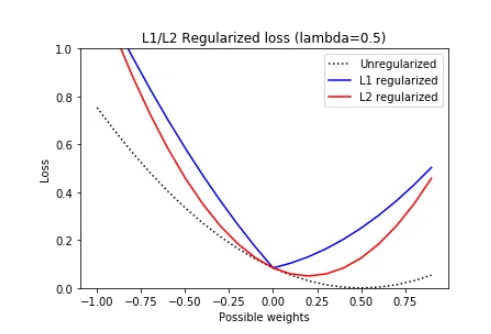 L1/L2 Regularized loss (lambda=0.5)
Unregularized
L1 regularized
L2 regularized
1.0
0.8
0.6
0.4
0.2
0.0
Loss
−1.00 −0.75 −0.50 −0.25 0.00 0.25 0.50 0.75
Possible weights